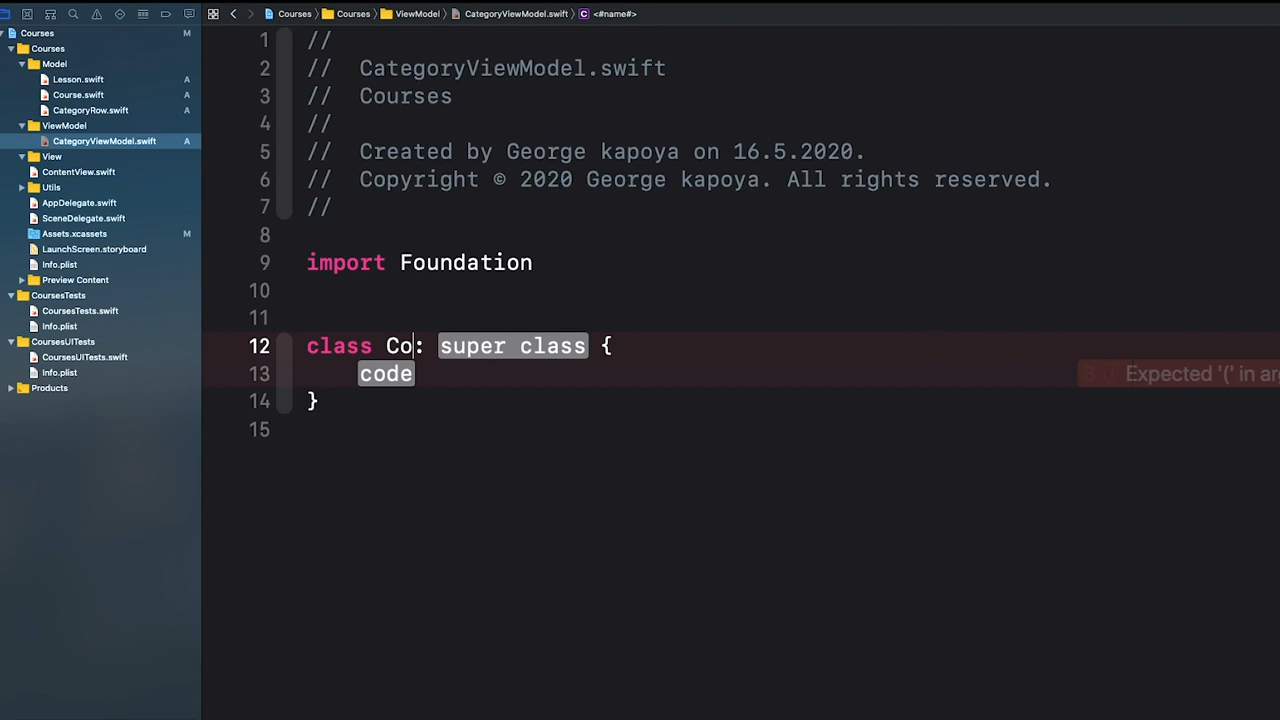 Courses M
Courses
Model
Lesson.swift A
Course.swift A
CategoryRow.swift A
ViewModel
CategoryViewModel.swift A
View
ContentView.swift
Utils
AppDelegate.swift
SceneDelegate.swift
Assets.xcassets M
LaunchScreen.storyboard
Info.plist
Preview Content
CoursesTests
CoursesTests.swift
Info.plist
CoursesUITests
CoursesUITests.swift
Info.plist
Products
Courses Courses ViewModel CategoryViewModel.swift C <#name#>
1 //
2 // CategoryViewModel.swift
3 // Courses
4 //
5 // Created by George kapoya on 16.5.2020.
6 // Copyright © 2020 George kapoya. All rights reserved.
7 //
8
9 import Foundation
10
11
12 class Co: super class {
13 code
3 Expected '(' in ar
14 }
15